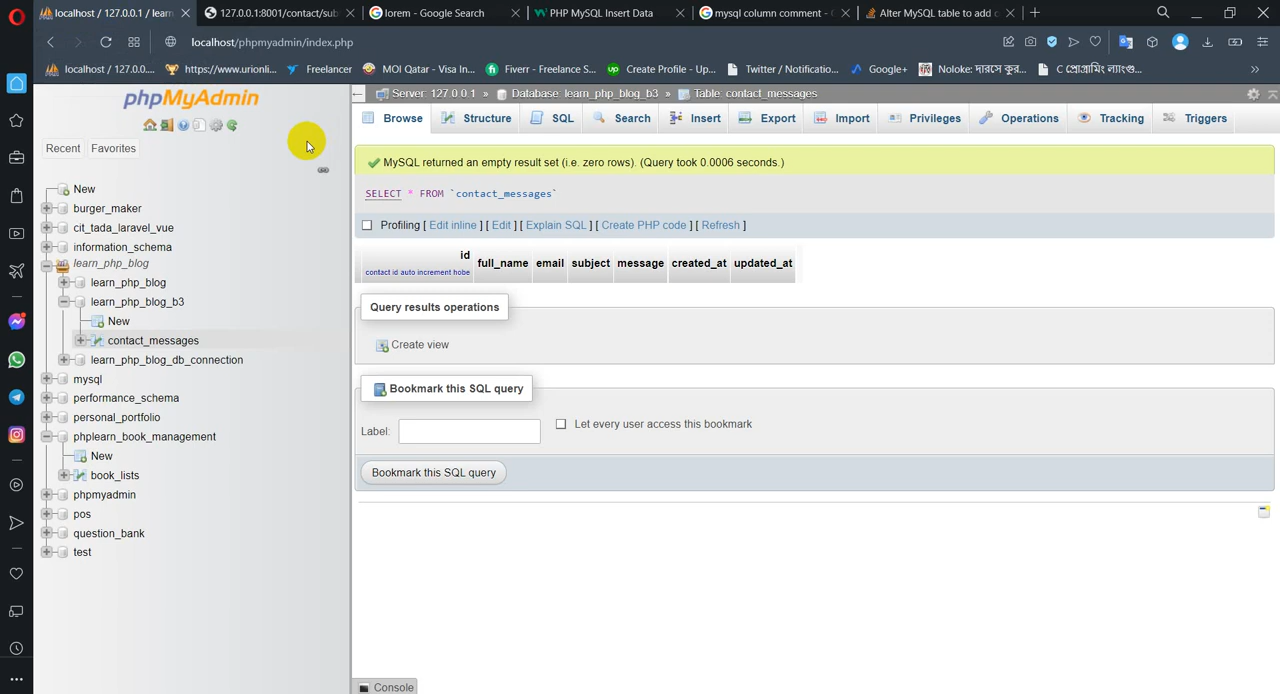 localhost / 127.0.0.1 / learn
127.0.0.1:8001/contact/sub
lorem - Google Search
PHP MySQL Insert Data
mysql column comment -
Alter MySQL table to add c
localhost/phpmyadmin/index.php
localhost / 127.0.0....
https://www.urionli...
Freelancer
MOI Qatar - Visa In...
Fiverr - Freelance S...
Create Profile - Up...
Twitter / Notificatio...
Google+
Noloke: দারসে কুর...
C প্রোগ্রামিং ল্যাংগু...
phpMyAdmin
Recent
Favorites
New
burger_maker
cit_tada_laravel_vue
information_schema
learn_php_blog
learn_php_blog
learn_php_blog_b3
New
contact_messages
learn_php_blog_db_connection
mysql
performance_schema
personal_portfolio
phplearn_book_management
New
book_lists
phpmyadmin
pos
question_bank
test
Server: 127.0.0.1 » Database: learn_php_blog_b3 » Table: contact_messages
Browse
Structure
SQL
Search
Insert
Export
Import
Privileges
Operations
Tracking
Triggers
MySQL returned an empty result set (i.e. zero rows). (Query took 0.0006 seconds.)
SELECT * FROM `contact_messages`
Profiling [ Edit inline ] [ Edit ] [ Explain SQL ] [ Create PHP code ] [ Refresh ]
id
contact id auto increment hobe
full_name
email
subject
message
created_at
updated_at
Query results operations
Create view
Bookmark this SQL query
Label:
Let every user access this bookmark
Bookmark this SQL query
Console